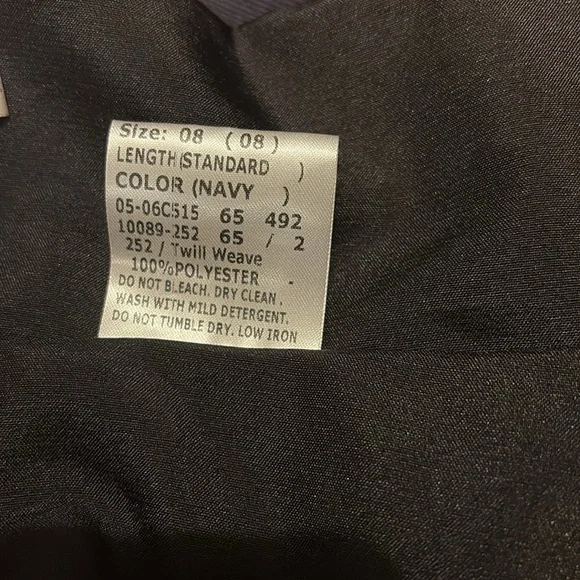 Size: 08 ( 08 )
LENGTH(STANDARD )
COLOR (NAVY )
05-06C515 65 492
10089-252 65 / 2
252 / Twill Weave
100%POLYESTER -
DO NOT BLEACH. DRY CLEAN,
WASH WITH MILD DETERGENT.
DO NOT TUMBLE DRY. LOW IRON